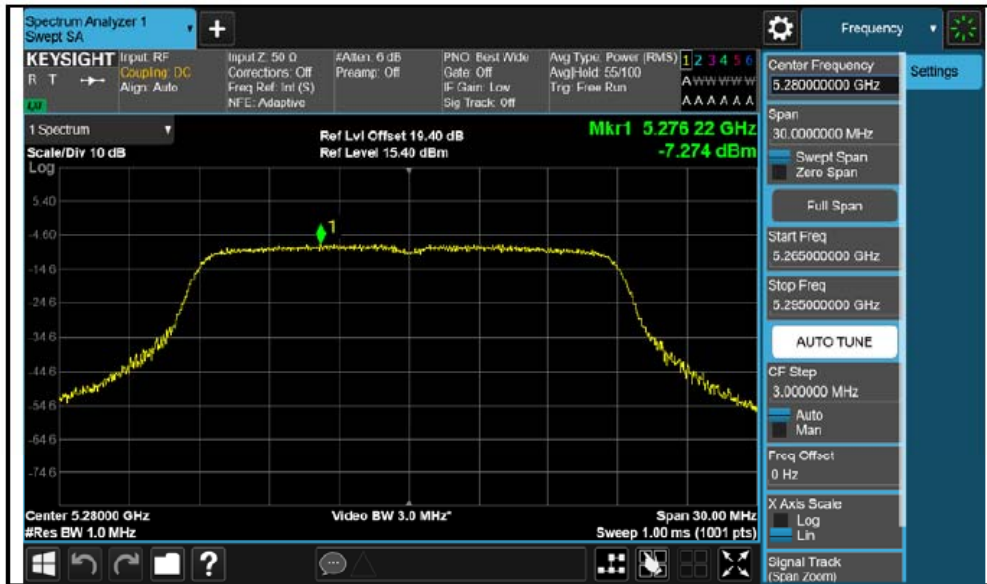 Spectrum Analyzer 1
Swept SA
Frequency
KEYSIGHT
R T
Input: RF
Coupling: DC
Align: Auto
Input Z: 50 Ω
Corrections: Off
Freq Ref: Int (S)
NFE: Adaptive
#Atten: 6 dB
Preamp: Off
PNO: Best Wide
Gate: Off
IF Gain: Low
Sig Track: Off
Avg Type: Power (RMS)
Avg|Hold: 55/100
Trig: Free Run
1 2 3 4 5 6
A W W W W W
A A A A A A
1 Spectrum
Scale/Div 10 dB
Log
Ref Lvl Offset 19.40 dB
Ref Level 15.40 dBm
Mkr1 5.276 22 GHz
-7.274 dBm
5.40
-4.60
-14.6
-24.6
-34.6
-44.6
-54.6
-64.6
-74.6
1
Center 5.28000 GHz
#Res BW 1.0 MHz
Video BW 3.0 MHz*
Span 30.00 MHz
Sweep 1.00 ms (1001 pts)
Center Frequency
5.280000000 GHz
Settings
Span
30.0000000 MHz
Swept Span
Zero Span
Full Span
Start Freq
5.265000000 GHz
Stop Freq
5.295000000 GHz
AUTO TUNE
CF Step
3.000000 MHz
Auto
Man
Freq Offset
0 Hz
X Axis Scale
Log
Lin
Signal Track
(Span Zoom)